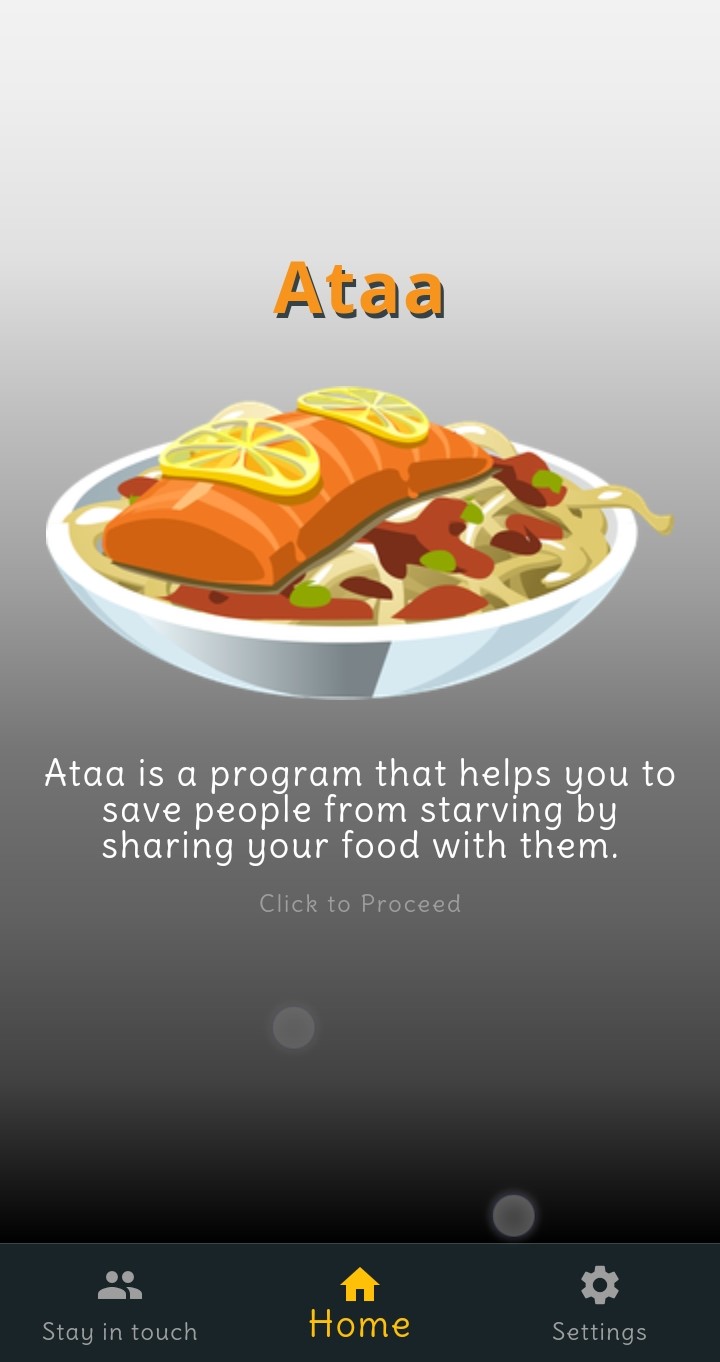 Ataa
Ataa is a program that helps you to
save people from starving by
sharing your food with them.
Click to Proceed
Stay in touch
Home
Settings